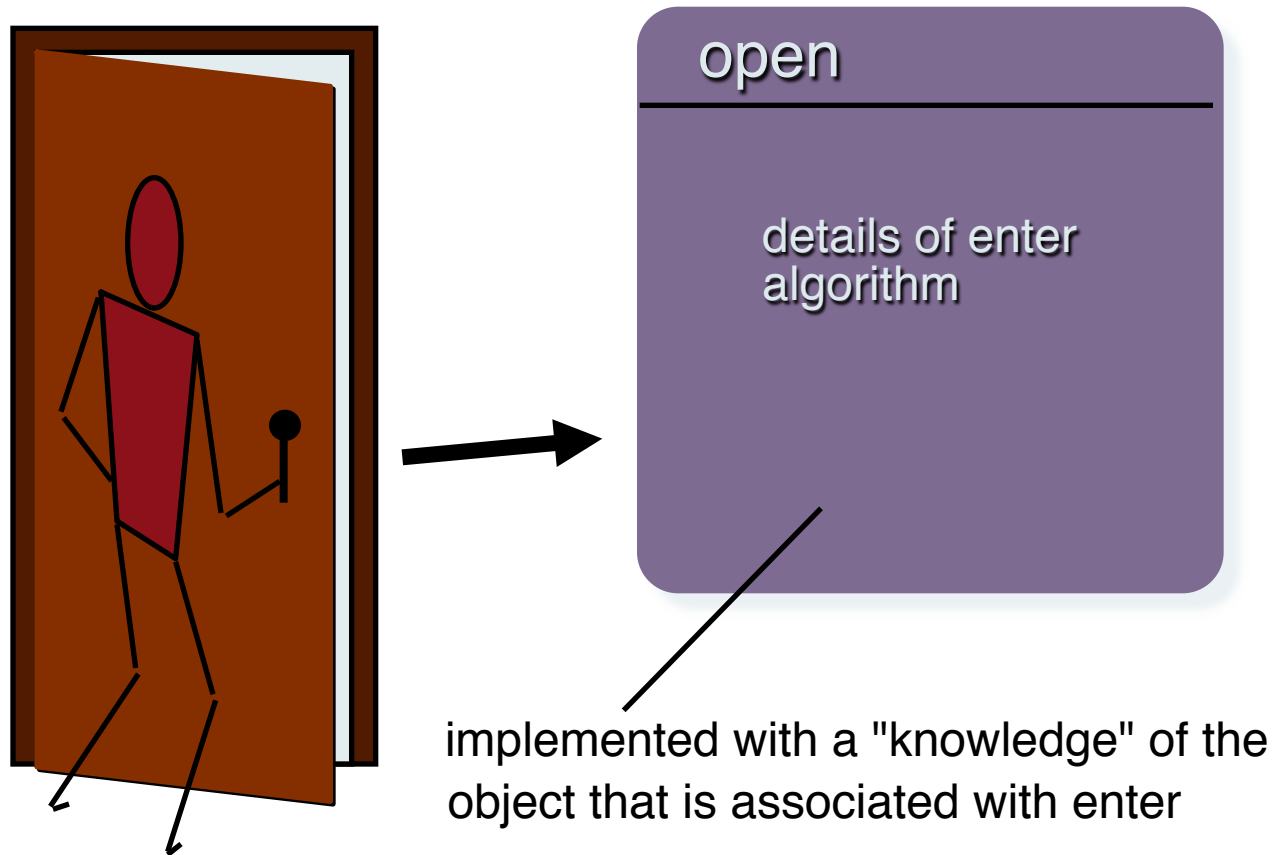 open
details of enter
algorithm
implemented with a "knowledge" of the
object that is associated with enter